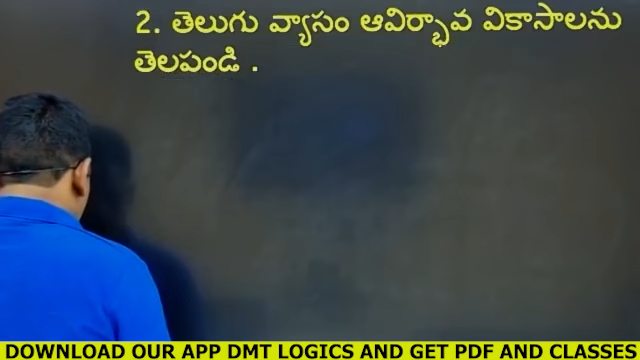 2. తెలుగు వ్యాసం ఆవిర్భావ వికాసాలను
తెలపండి .
DOWNLOAD OUR APP DMT LOGICS AND GET PDF AND CLASSES